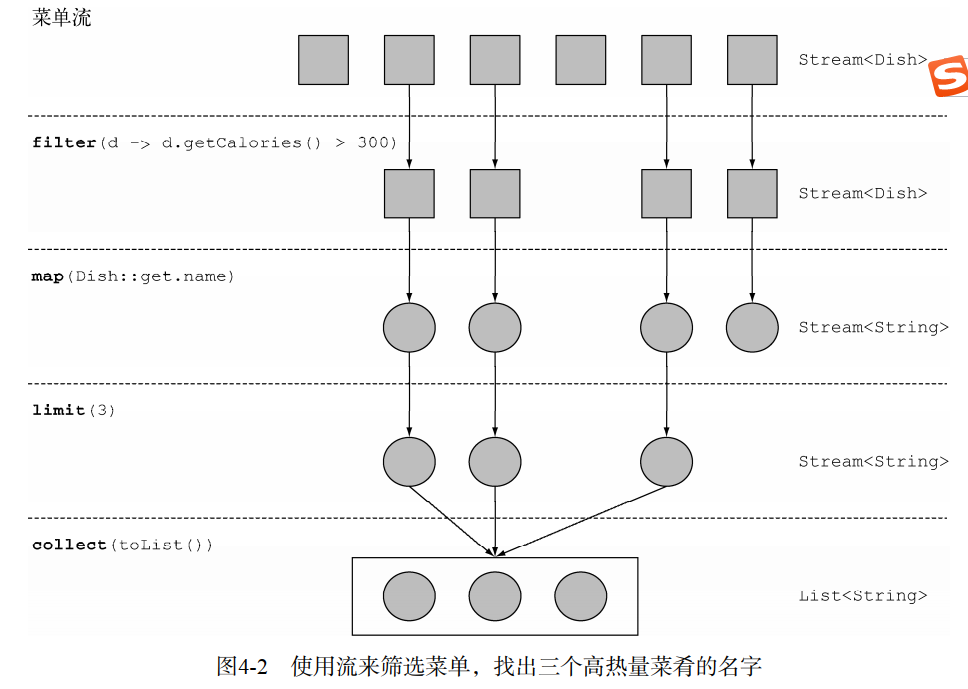 菜单流
Stream<Dish>
S
filter(d -> d.getCalories() > 300)
Stream<Dish>
map(Dish::get.name)
Stream<String>
limit(3)
Stream<String>
collect(toList())
List<String>
图4-2 使用流来筛选菜单，找出三个高热量菜肴的名字